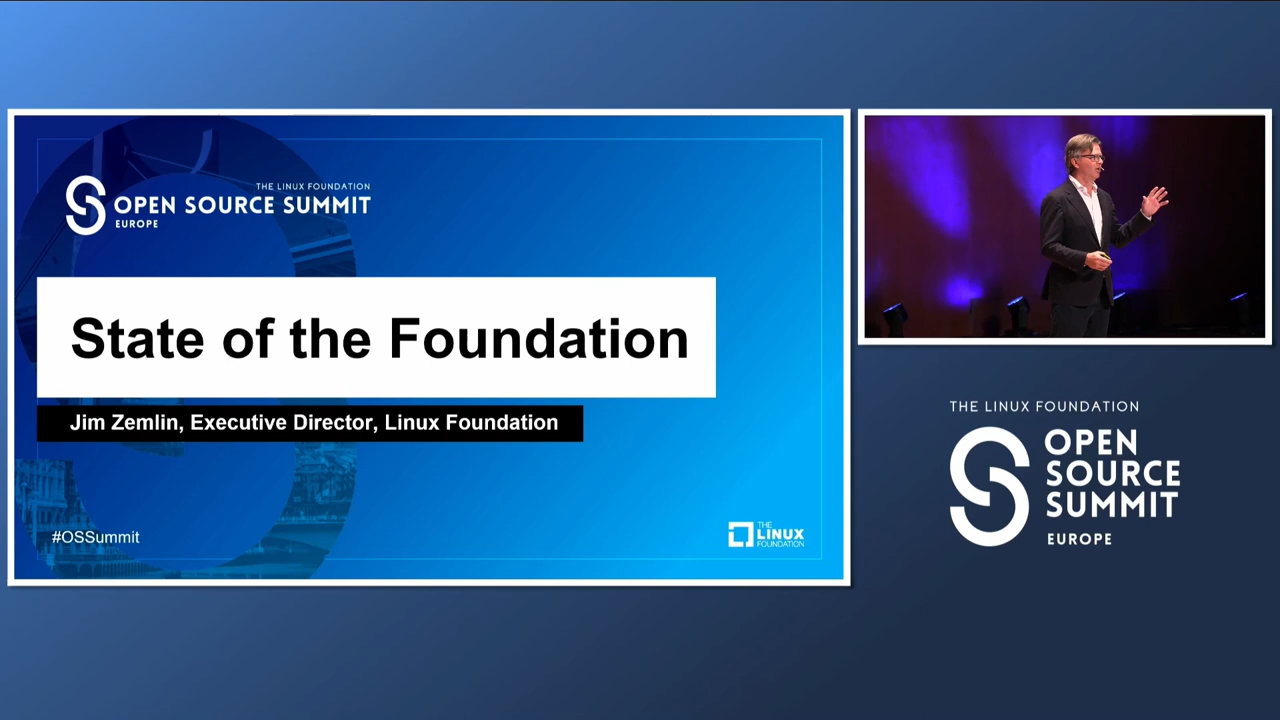 THE LINUX FOUNDATION
OPEN SOURCE SUMMIT
EUROPE
State of the Foundation
Jim Zemlin, Executive Director, Linux Foundation
#OSSummit
THE
LINUX
FOUNDATION
THE LINUX FOUNDATION
OPEN
SOURCE
SUMMIT
EUROPE